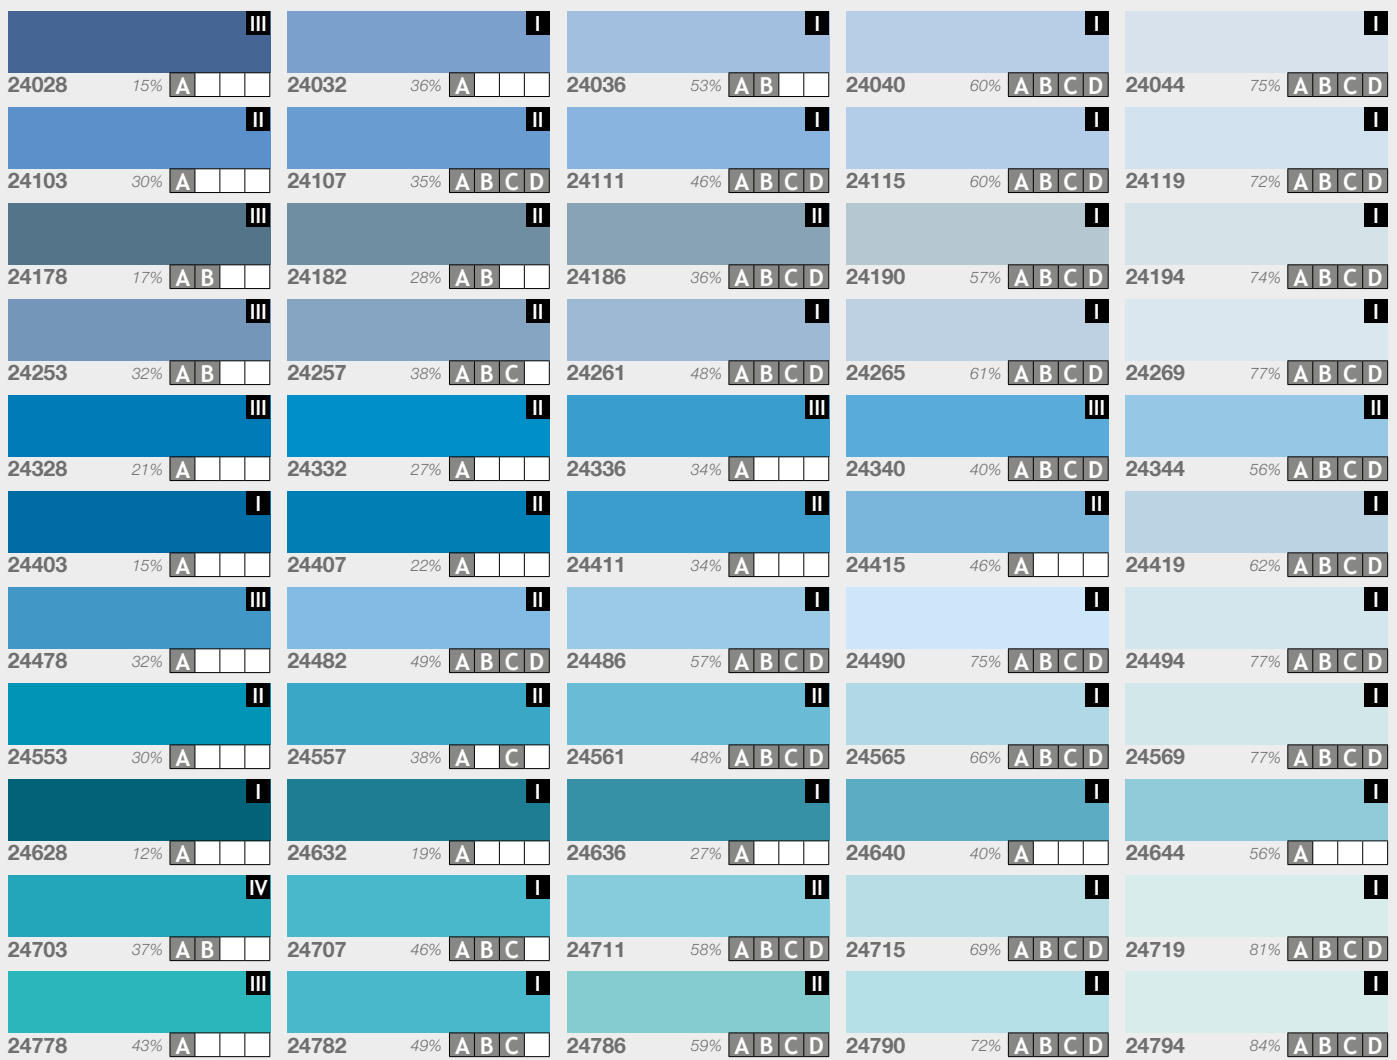 III I I I I
24028 15% A 24032 36% A 24036 53% A B 24040 60% A B C D 24044 75% A B C D
II II I I I
24103 30% A 24107 35% A B C D 24111 46% A B C D 24115 60% A B C D 24119 72% A B C D
III II II I I
24178 17% A B 24182 28% A B 24186 36% A B C D 24190 57% A B C D 24194 74% A B C D
III II I I I
24253 32% A B 24257 38% A B C 24261 48% A B C D 24265 61% A B C D 24269 77% A B C D
III II III III II
24328 21% A 24332 27% A 24336 34% A 24340 40% A B C D 24344 56% A B C D
I II II II I
24403 15% A 24407 22% A 24411 34% A 24415 46% A 24419 62% A B C D
III II I I I
24478 32% A 24482 49% A B C D 24486 57% A B C D 24490 75% A B C D 24494 77% A B C D
II II II I I
24553 30% A 24557 38% A C 24561 48% A B C D 24565 66% A B C D 24569 77% A B C D
I I I I I
24628 12% A 24632 19% A 24636 27% A 24640 40% A 24644 56% A
IV I II I I
24703 37% A B 24707 46% A B C 24711 58% A B C D 24715 69% A B C D 24719 81% A B C D
III I II I I
24778 43% A 24782 49% A B C 24786 59% A B C D 24790 72% A B C D 24794 84% A B C D